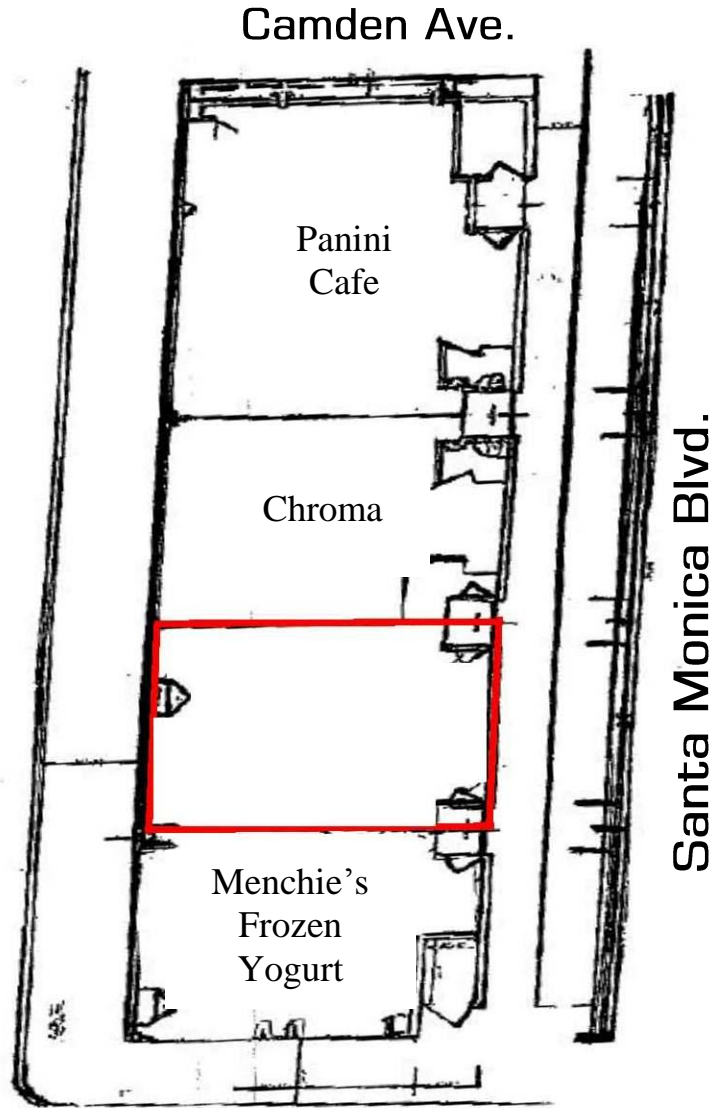 Camden Ave.
Panini
Cafe
Chroma
Santa Monica Blvd.
Menchie’s
Frozen
Yogurt